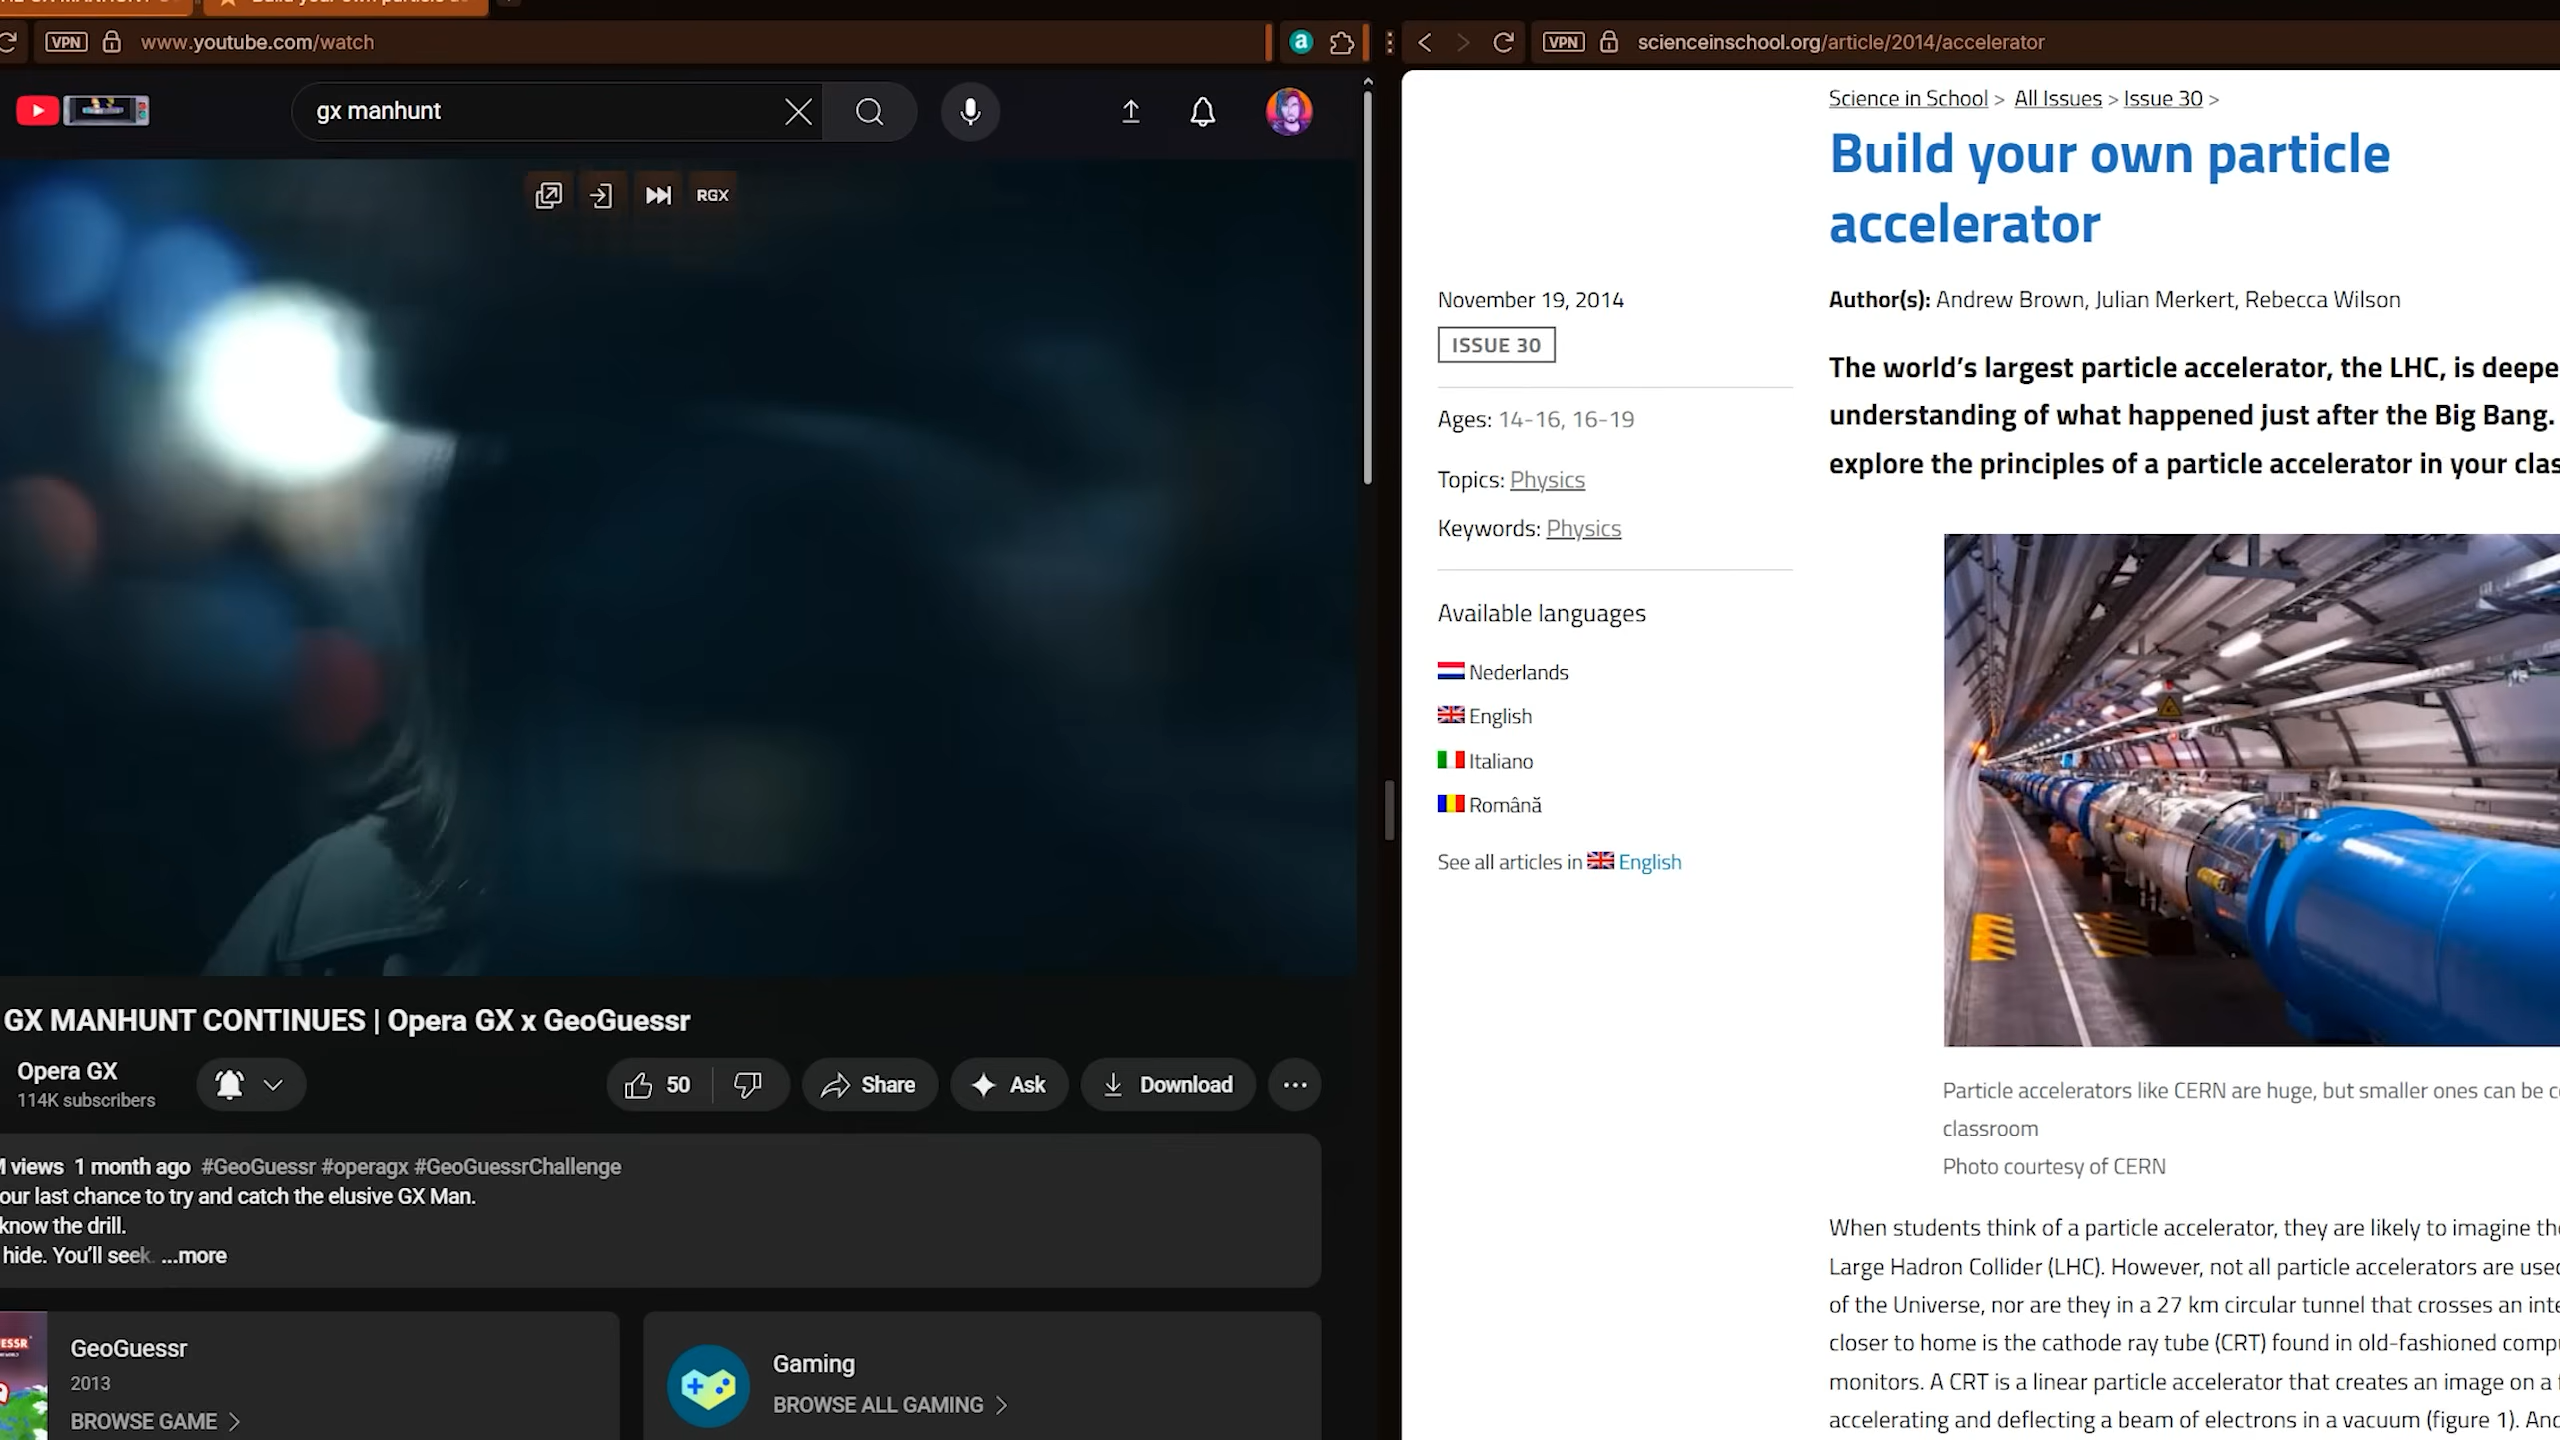 VPN
www.youtube.com/watch
gx manhunt
RGX
GX MANHUNT CONTINUES | Opera GX x GeoGuessr
Opera GX
114K subscribers
50
Share
Ask
Download
views 1 month ago #GeoGuessr #operagx #GeoGuessrChallenge
our last chance to try and catch the elusive GX Man.
know the drill.
hide. You'll seek. ...more
GeoGuessr
2013
BROWSE GAME
Gaming
BROWSE ALL GAMING
VPN
scienceinschool.org/article/2014/accelerator
Science in School > All Issues > Issue 30 >
Build your own particle
accelerator
November 19, 2014
ISSUE 30
Ages: 14-16, 16-19
Topics: Physics
Keywords: Physics
Available languages
Nederlands
English
Italiano
Română
See all articles in English
Author(s): Andrew Brown, Julian Merkert, Rebecca Wilson
The world's largest particle accelerator, the LHC, is deepe
understanding of what happened just after the Big Bang.
explore the principles of a particle accelerator in your clas
Particle accelerators like CERN are huge, but smaller ones can be c
classroom
Photo courtesy of CERN
When students think of a particle accelerator, they are likely to imagine the
Large Hadron Collider (LHC). However, not all particle accelerators are used
of the Universe, nor are they in a 27 km circular tunnel that crosses an inte
closer to home is the cathode ray tube (CRT) found in old-fashioned comp
monitors. A CRT is a linear particle accelerator that creates an image on a f
accelerating and deflecting a beam of electrons in a vacuum (figure 1). And